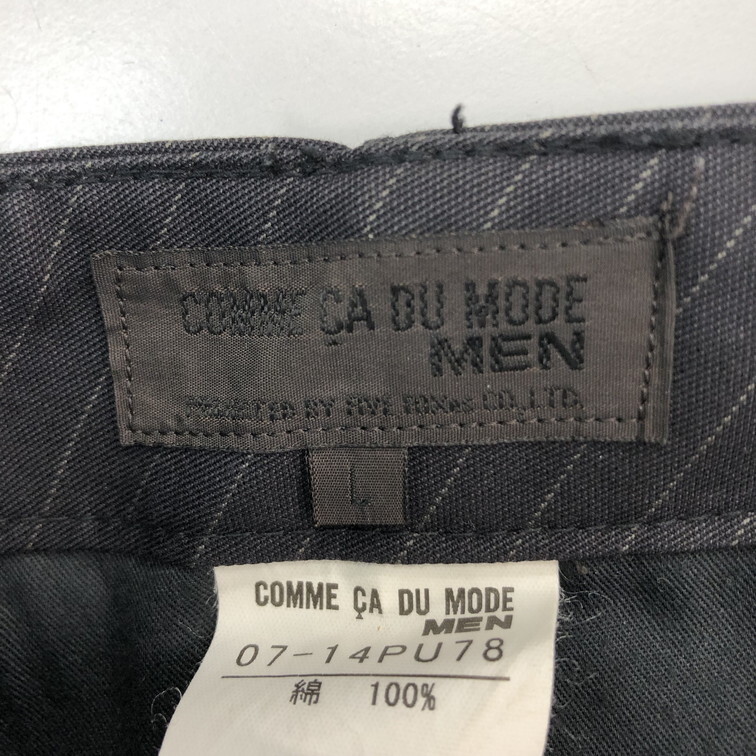 COMME ÇA DU MODE
MEN
BY FIVE FOXes CO.,LTD.
L
COMME ÇA DU MODE
MEN
07-14PU78
綿 100%